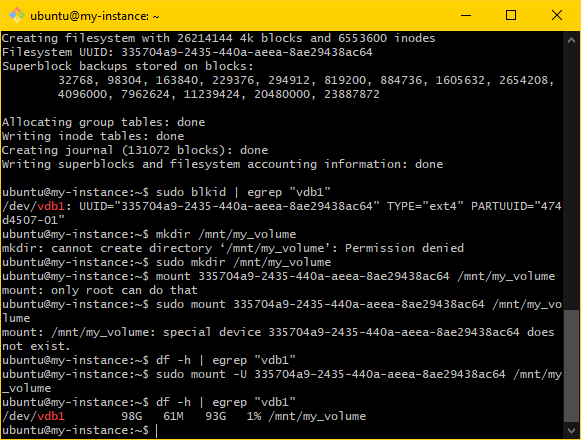 ubuntu@my-instance: ~
Creating filesystem with 26214144 4k blocks and 6553600 inodes
Filesystem UUID: 335704a9-2435-440a-aeea-8ae29438ac64
Superblock backups stored on blocks:
32768, 98304, 163840, 229376, 294912, 819200, 884736, 1605632, 2654208,
4096000, 7962624, 11239424, 20480000, 23887872
Allocating group tables: done
Writing inode tables: done
Creating journal (131072 blocks): done
Writing superblocks and filesystem accounting information: done
ubuntu@my-instance:~$ sudo blkid | egrep "vdb1"
/dev/vdb1: UUID="335704a9-2435-440a-aeea-8ae29438ac64" TYPE="ext4" PARTUUID="474
d4507-01"
ubuntu@my-instance:~$ mkdir /mnt/my_volume
mkdir: cannot create directory ‘/mnt/my_volume’: Permission denied
ubuntu@my-instance:~$ sudo mkdir /mnt/my_volume
ubuntu@my-instance:~$ mount 335704a9-2435-440a-aeea-8ae29438ac64 /mnt/my_volume
mount: only root can do that
ubuntu@my-instance:~$ sudo mount 335704a9-2435-440a-aeea-8ae29438ac64 /mnt/my_vo
lume
mount: /mnt/my_volume: special device 335704a9-2435-440a-aeea-8ae29438ac64 does
not exist.
ubuntu@my-instance:~$ df -h | egrep "vdb1"
ubuntu@my-instance:~$ sudo mount -U 335704a9-2435-440a-aeea-8ae29438ac64 /mnt/my
_volume
ubuntu@my-instance:~$ df -h | egrep "vdb1"
/dev/vdb1 98G 61M 93G 1% /mnt/my_volume
ubuntu@my-instance:~$